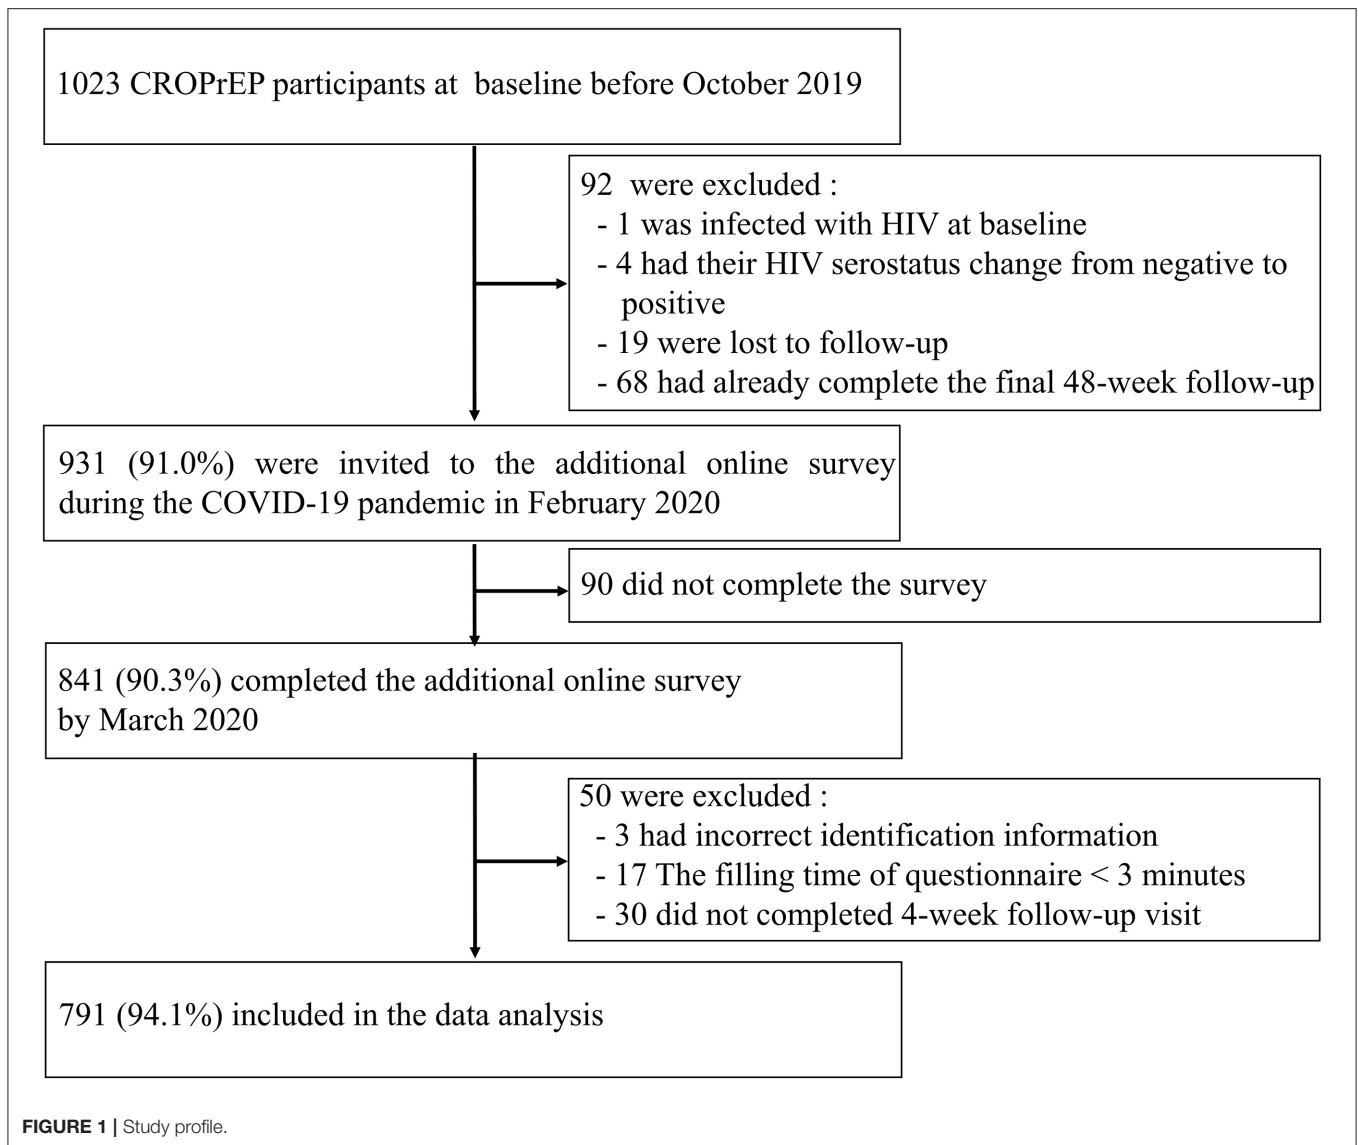 1023 CROPrEP participants at baseline before October 2019
92 were excluded :
- 1 was infected with HIV at baseline
- 4 had their HIV serostatus change from negative to
positive
- 19 were lost to follow-up
- 68 had already complete the final 48-week follow-up
931 (91.0%) were invited to the additional online survey
during the COVID-19 pandemic in February 2020
90 did not complete the survey
841 (90.3%) completed the additional online survey
by March 2020
50 were excluded :
- 3 had incorrect identification information
- 17 The filling time of questionnaire < 3 minutes
- 30 did not completed 4-week follow-up visit
791 (94.1%) included in the data analysis
FIGURE 1 | Study profile.